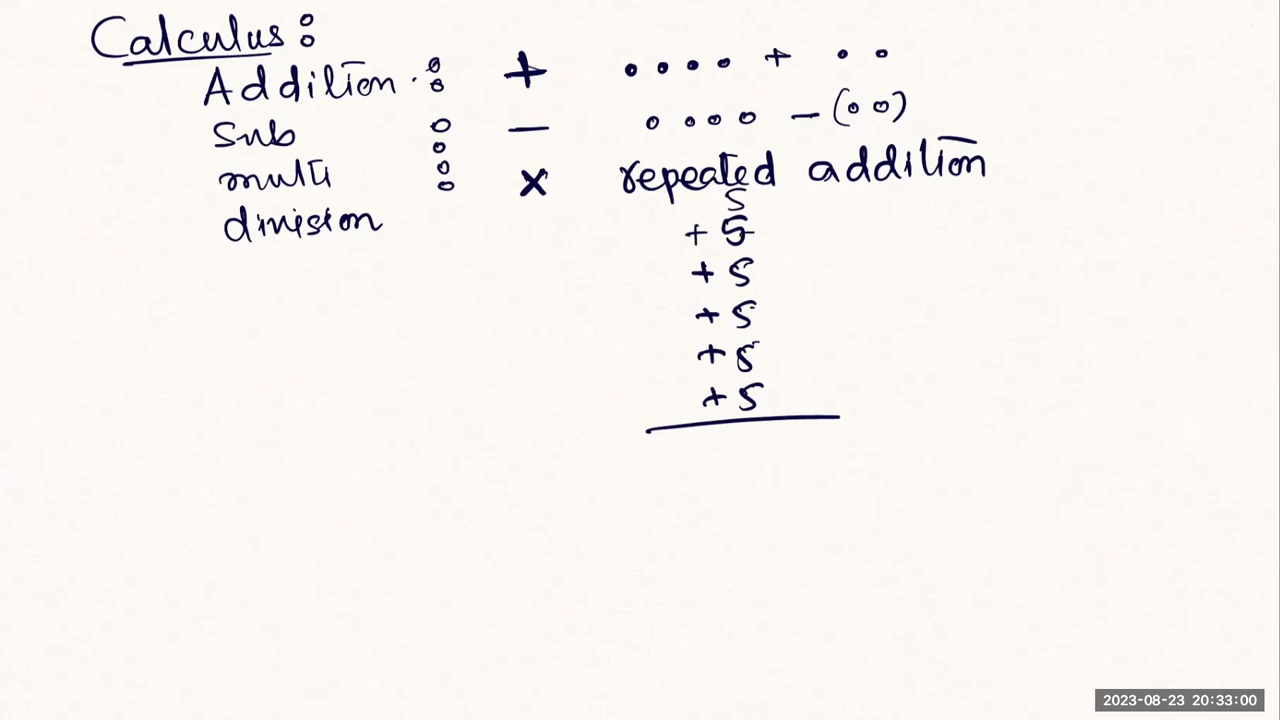 Calculus :
Addition : + • • • • + • •
Sub : — • • • • — (• •)
multi : × repeated addition
division
5
+ 5
+ 5
+ 5
+ 5
+ 5
2023-08-23 20:33:00